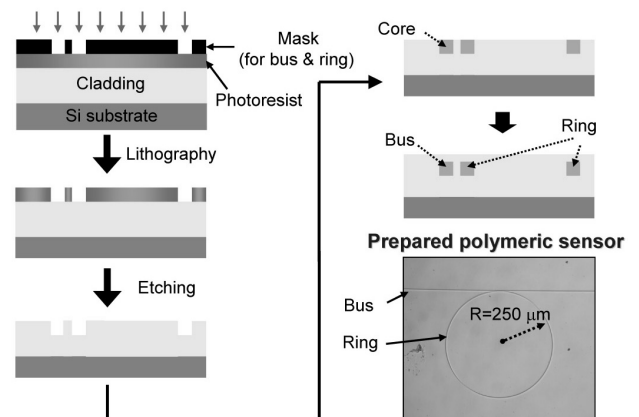 Mask
(for bus & ring)
Photoresist
Cladding
Si substrate
Lithography
Etching
Core
Bus
Ring
Prepared polymeric sensor
Bus
Ring
R=250 μm